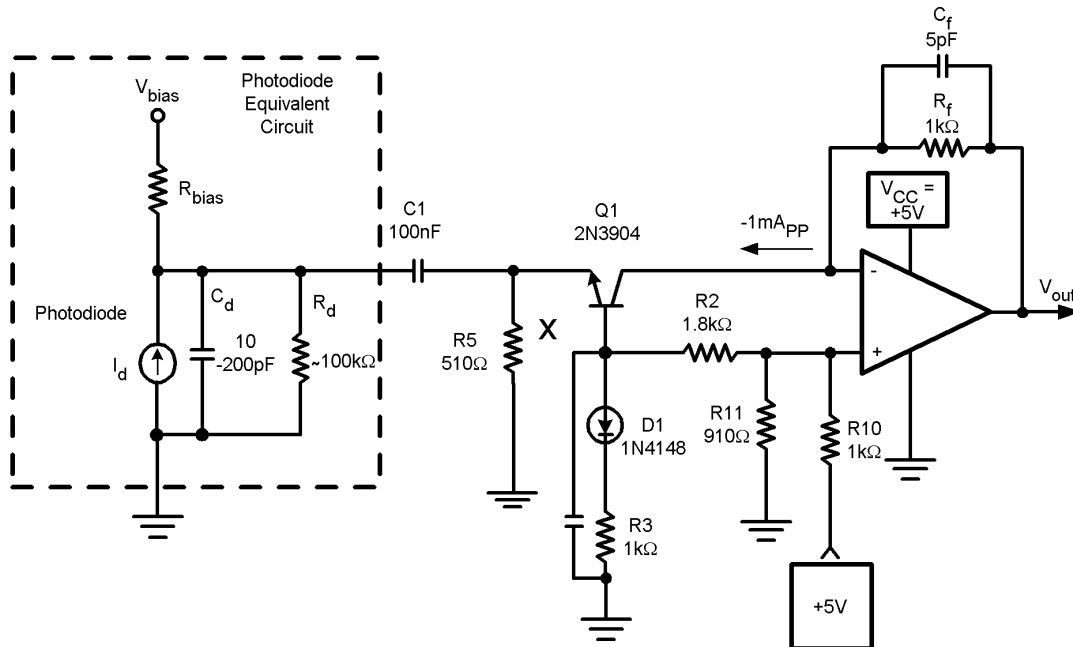 C_f
5pF
R_f
1kΩ
V_CC =
+5V
V_bias
Photodiode
Equivalent
Circuit
R_bias
C1
100nF
Q1
2N3904
-1mA_PP
-
+
V_out
Photodiode
I_d
C_d
10
-200pF
R_d
~100kΩ
R5
510Ω
X
R2
1.8kΩ
D1
1N4148
R11
910Ω
R10
1kΩ
R3
1kΩ
+5V